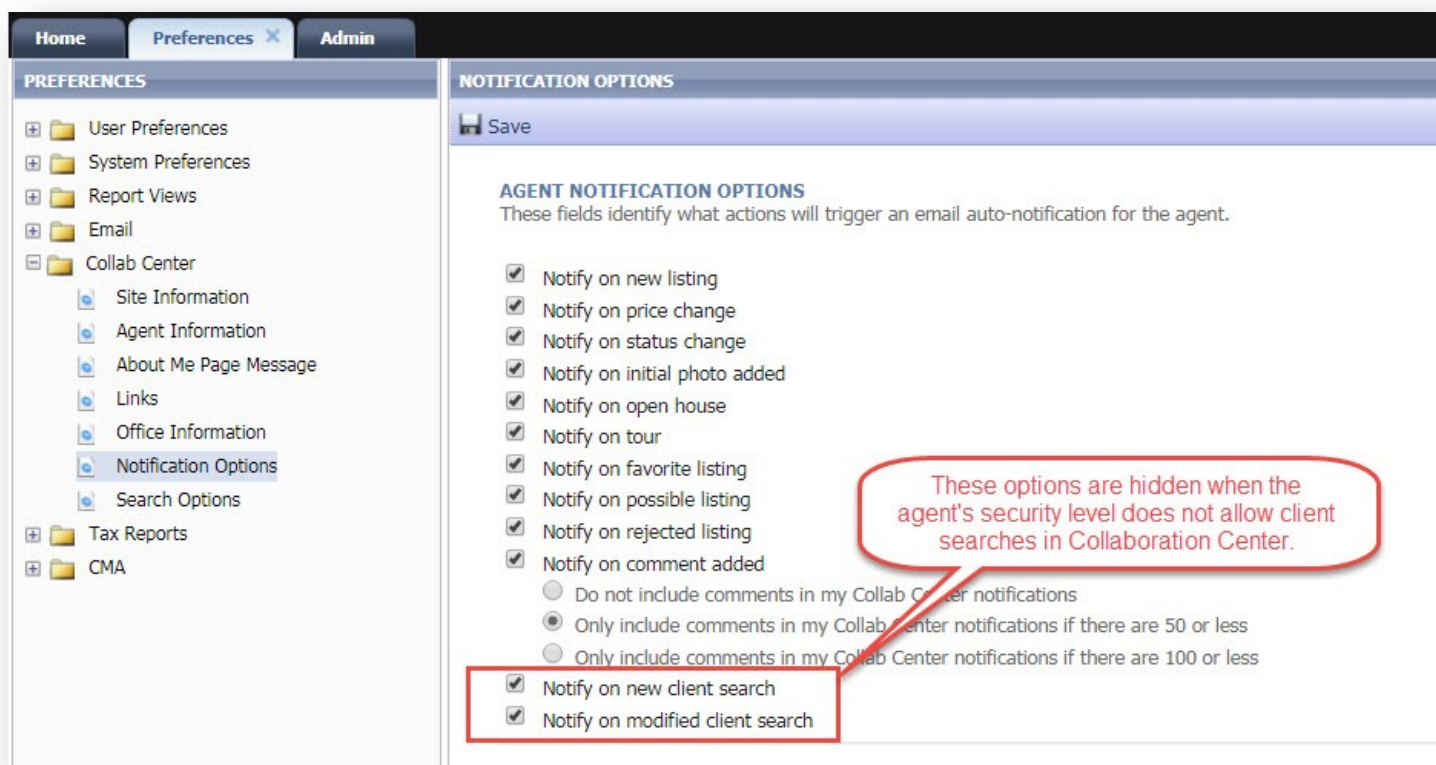 Home
Preferences
Admin
PREFERENCES
User Preferences
System Preferences
Report Views
Email
Collab Center
Site Information
Agent Information
About Me Page Message
Links
Office Information
Notification Options
Search Options
Tax Reports
CMA
NOTIFICATION OPTIONS
Save
AGENT NOTIFICATION OPTIONS
These fields identify what actions will trigger an email auto-notification for the agent.
Notify on new listing
Notify on price change
Notify on status change
Notify on initial photo added
Notify on open house
Notify on tour
Notify on favorite listing
Notify on possible listing
Notify on rejected listing
Notify on comment added
Do not include comments in my Collab Center notifications
Only include comments in my Collab Center notifications if there are 50 or less
Only include comments in my Collab Center notifications if there are 100 or less
Notify on new client search
Notify on modified client search
These options are hidden when the
agent's security level does not allow client
searches in Collaboration Center.